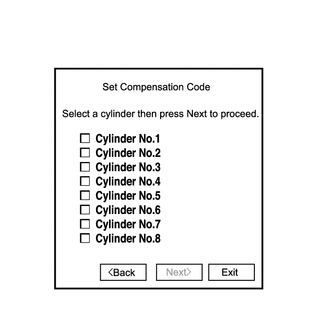 Set Compensation Code
Select a cylinder then press Next to proceed.
Cylinder No.1
Cylinder No.2
Cylinder No.3
Cylinder No.4
Cylinder No.5
Cylinder No.6
Cylinder No.7
Cylinder No.8
<Back Next> Exit